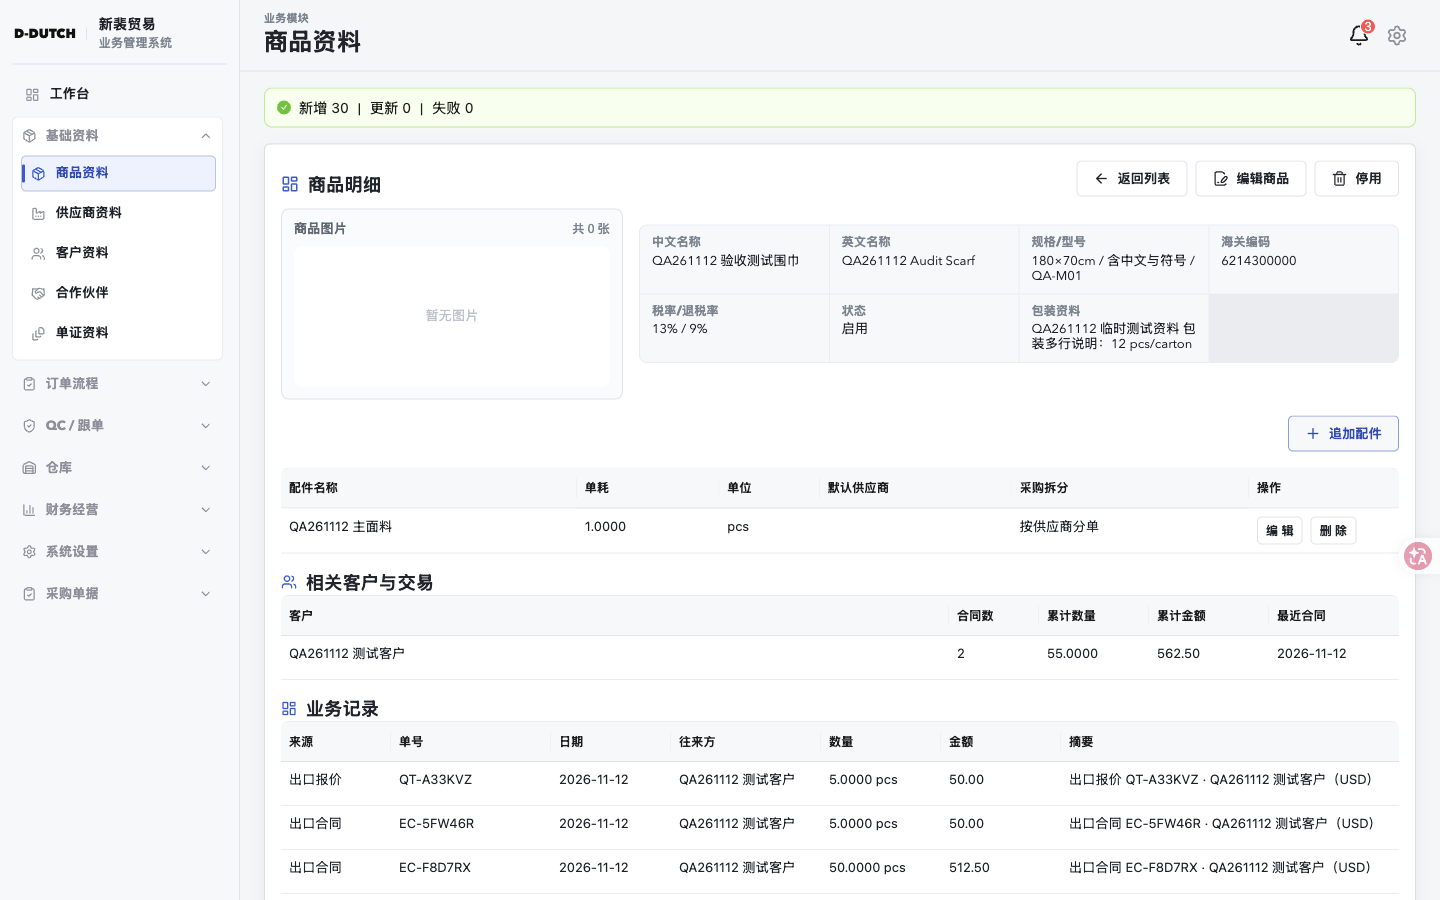 D-DUTCH
新裴贸易
业务管理系统
工作台
基础资料
商品资料
供应商资料
客户资料
合作伙伴
单证资料
订单流程
QC / 跟单
仓库
财务经营
系统设置
采购单据
业务模块
商品资料
3
新增 30 | 更新 0 | 失败 0
商品明细
返回列表
编辑商品
停用
商品图片
共 0 张
暂无图片
中文名称
QA261112 验收测试围巾
英文名称
QA261112 Audit Scarf
规格/型号
180×70cm / 含中文与符号 /
QA-M01
海关编码
6214300000
税率/退税率
13% / 9%
状态
启用
包装资料
QA261112 临时测试资料 包
装多行说明：12 pcs/carton
追加配件
配件名称 单耗 单位 默认供应商 采购拆分 操作
QA261112 主面料 1.0000 pcs 按供应商分单 编 辑 删 除
相关客户与交易
客户 合同数 累计数量 累计金额 最近合同
QA261112 测试客户 2 55.0000 562.50 2026-11-12
业务记录
来源 单号 日期 往来方 数量 金额 摘要
出口报价 QT-A33KVZ 2026-11-12 QA261112 测试客户 5.0000 pcs 50.00 出口报价 QT-A33KVZ · QA261112 测试客户（USD）
出口合同 EC-5FW46R 2026-11-12 QA261112 测试客户 5.0000 pcs 50.00 出口合同 EC-5FW46R · QA261112 测试客户（USD）
出口合同 EC-F8D7RX 2026-11-12 QA261112 测试客户 50.0000 pcs 512.50 出口合同 EC-F8D7RX · QA261112 测试客户（USD）